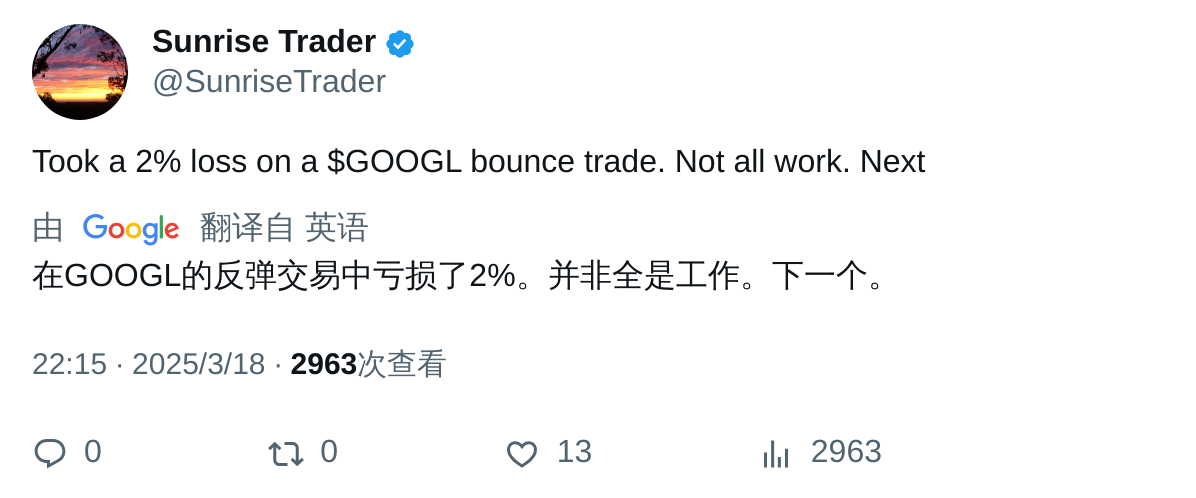 Sunrise Trader
@SunriseTrader
Took a 2% loss on a $GOOGL bounce trade. Not all work. Next
由 Google 翻译自 英语
在GOOGL的反弹交易中亏损了2%。并非全是工作。下一个。
22:15 · 2025/3/18 · 2963次查看
0 0 13 2963